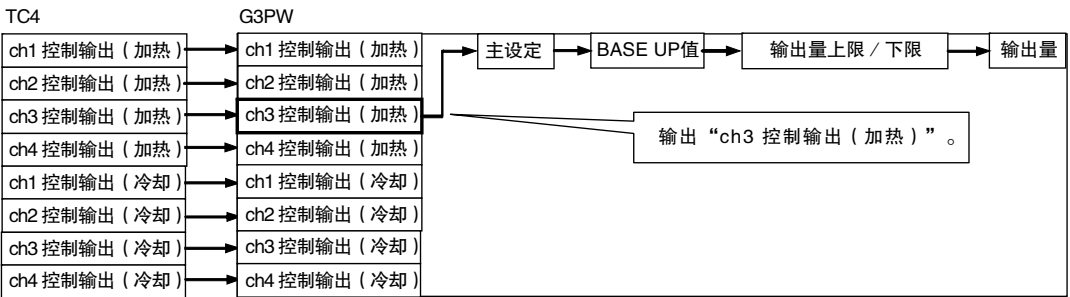 TC4
G3PW
ch1 控制输出（加热）
ch1 控制输出（加热）
主设定
BASE UP值
输出量上限／下限
输出量
ch2 控制输出（加热）
ch2 控制输出（加热）
ch3 控制输出（加热）
ch3 控制输出（加热）
输出“ch3 控制输出（加热）”。
ch4 控制输出（加热）
ch4 控制输出（加热）
ch1 控制输出（冷却）
ch1 控制输出（冷却）
ch2 控制输出（冷却）
ch2 控制输出（冷却）
ch3 控制输出（冷却）
ch3 控制输出（冷却）
ch4 控制输出（冷却）
ch4 控制输出（冷却）